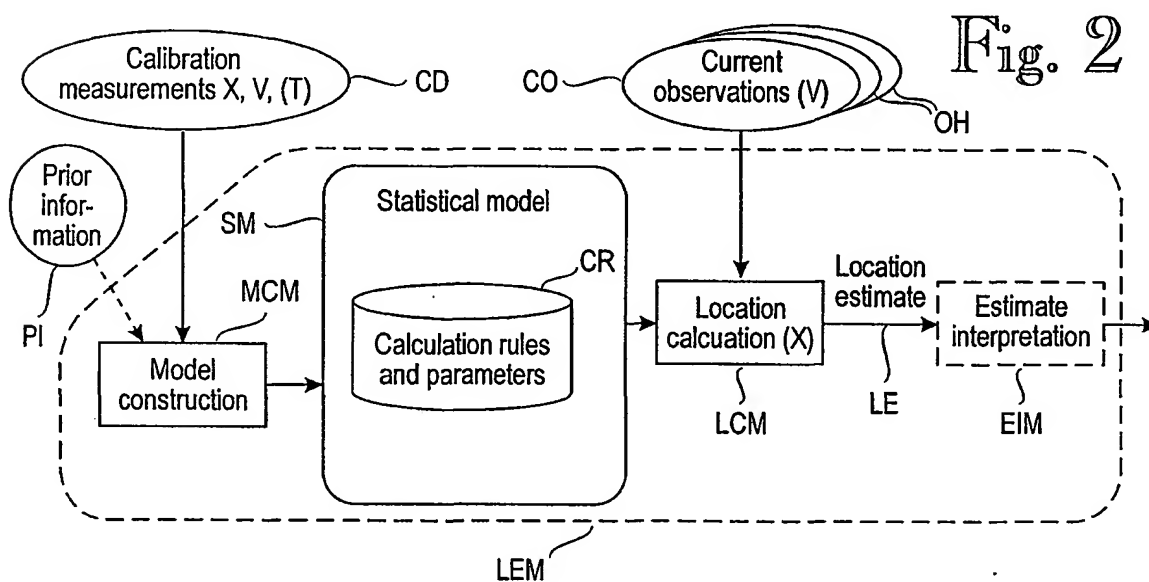 Fig. 2
Calibration
measurements X, V, (T)
CD
CO
Current
observations (V)
OH
Prior
infor-
mation
PI
SM
Statistical model
CR
Calculation rules
and parameters
MCM
Model
construction
Location
calcuation (X)
LCM
Location
estimate
LE
Estimate
interpretation
EIM
LEM